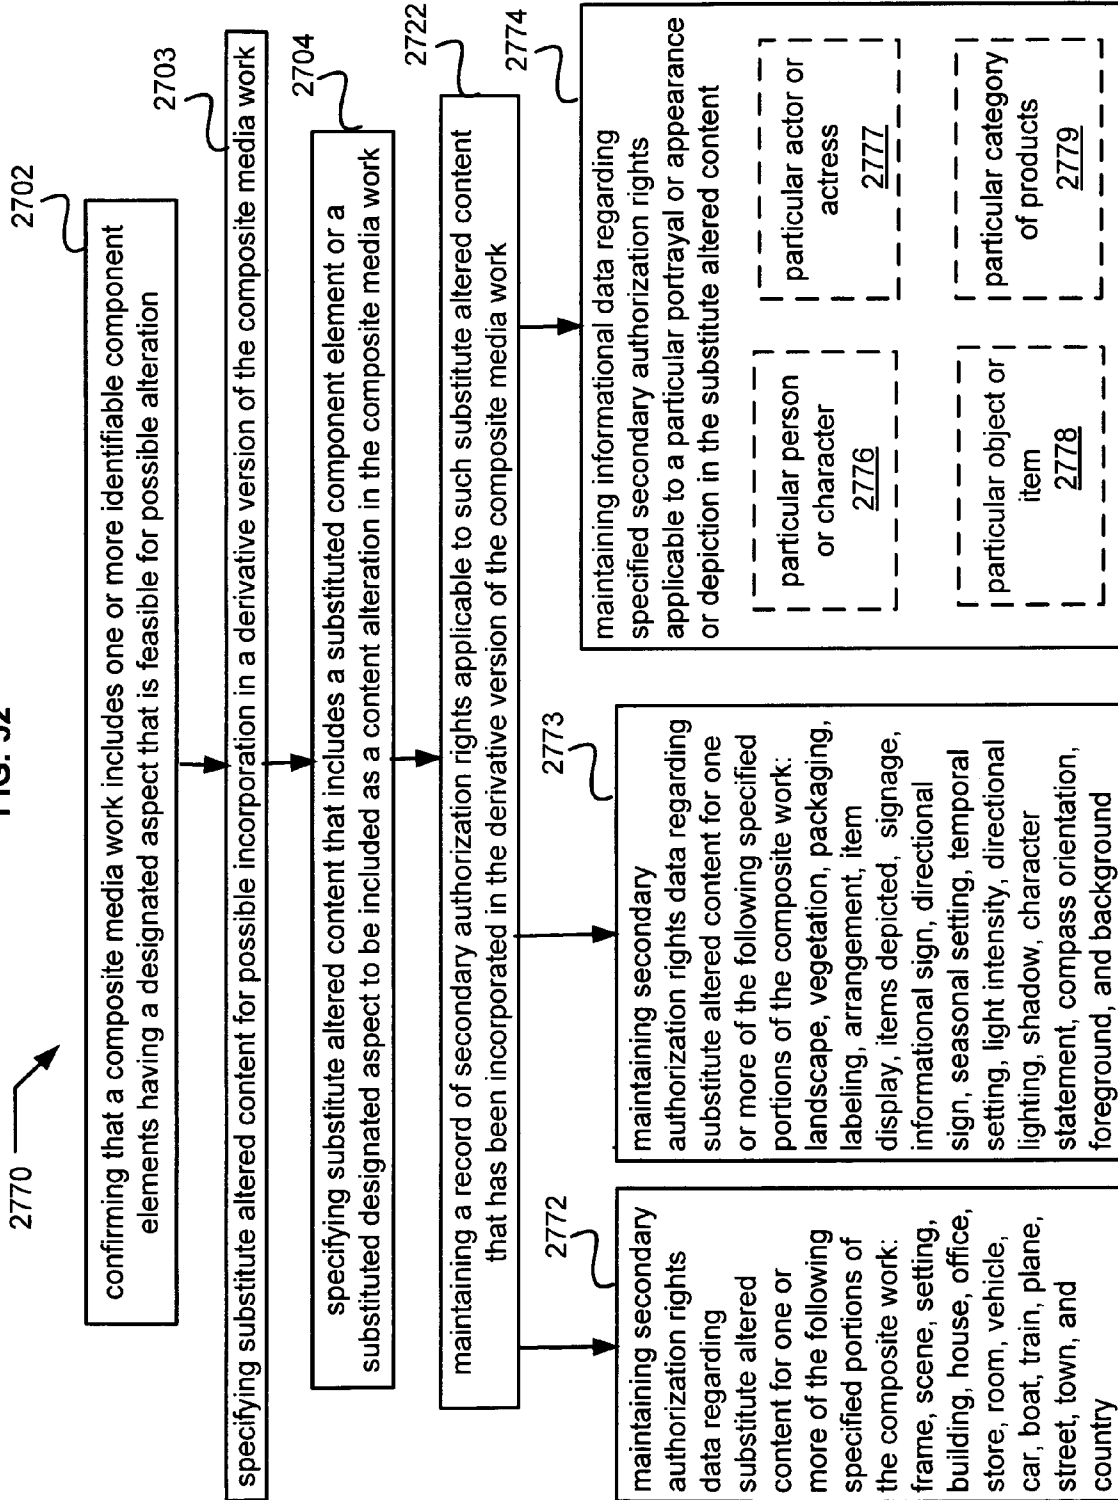 FIG. 52
2770
2702
confirming that a composite media work includes one or more identifiable component
elements having a designated aspect that is feasible for possible alteration
2703
specifying substitute altered content for possible incorporation in a derivative version of the composite media work
2704
specifying substitute altered content that includes a substituted component element or a
substituted designated aspect to be included as a content alteration in the composite media work
2722
maintaining a record of secondary authorization rights applicable to such substitute altered content
that has been incorporated in the derivative version of the composite media work
2772
maintaining secondary
authorization rights
data regarding
substitute altered
content for one or
more of the following
specified portions of
the composite work:
frame, scene, setting,
building, house, office,
store, room, vehicle,
car, boat, train, plane,
street, town, and
country
2773
maintaining secondary
authorization rights data regarding
substitute altered content for one
or more of the following specified
portions of the composite work:
landscape, vegetation, packaging,
labeling, arrangement, item
display, items depicted, signage,
informational sign, directional
sign, seasonal setting, temporal
setting, light intensity, directional
lighting, shadow, character
statement, compass orientation,
foreground, and background
2774
maintaining informational data regarding
specified secondary authorization rights
applicable to a particular portrayal or appearance
or depiction in the substitute altered content
particular person
or character
2776
particular actor or
actress
2777
particular object or
item
2778
particular category
of products
2779